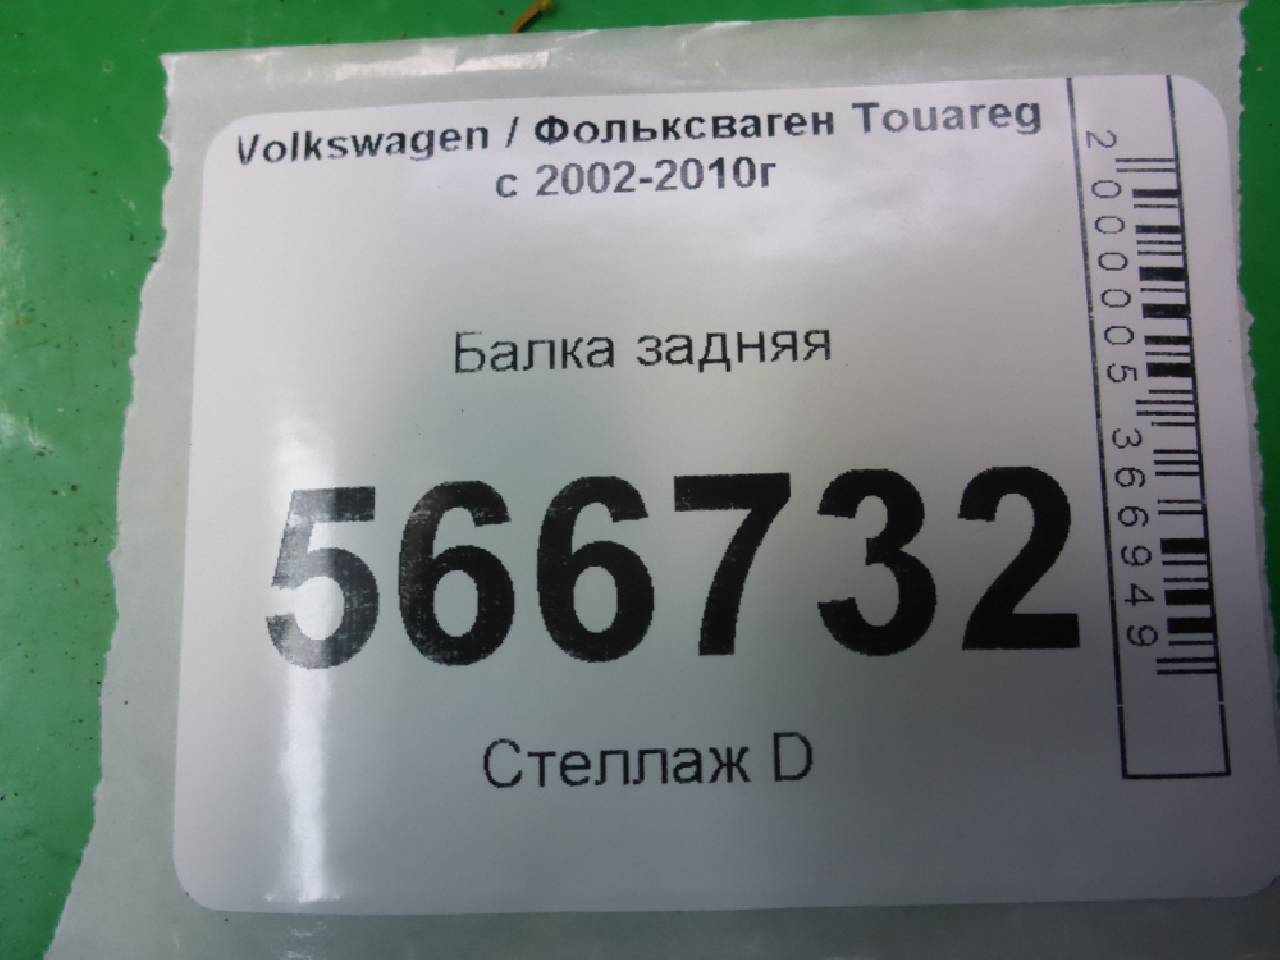 Volkswagen / Фольксваген Touareg
с 2002-2010г
Балка задняя
566732
Стеллаж D
2000005366949